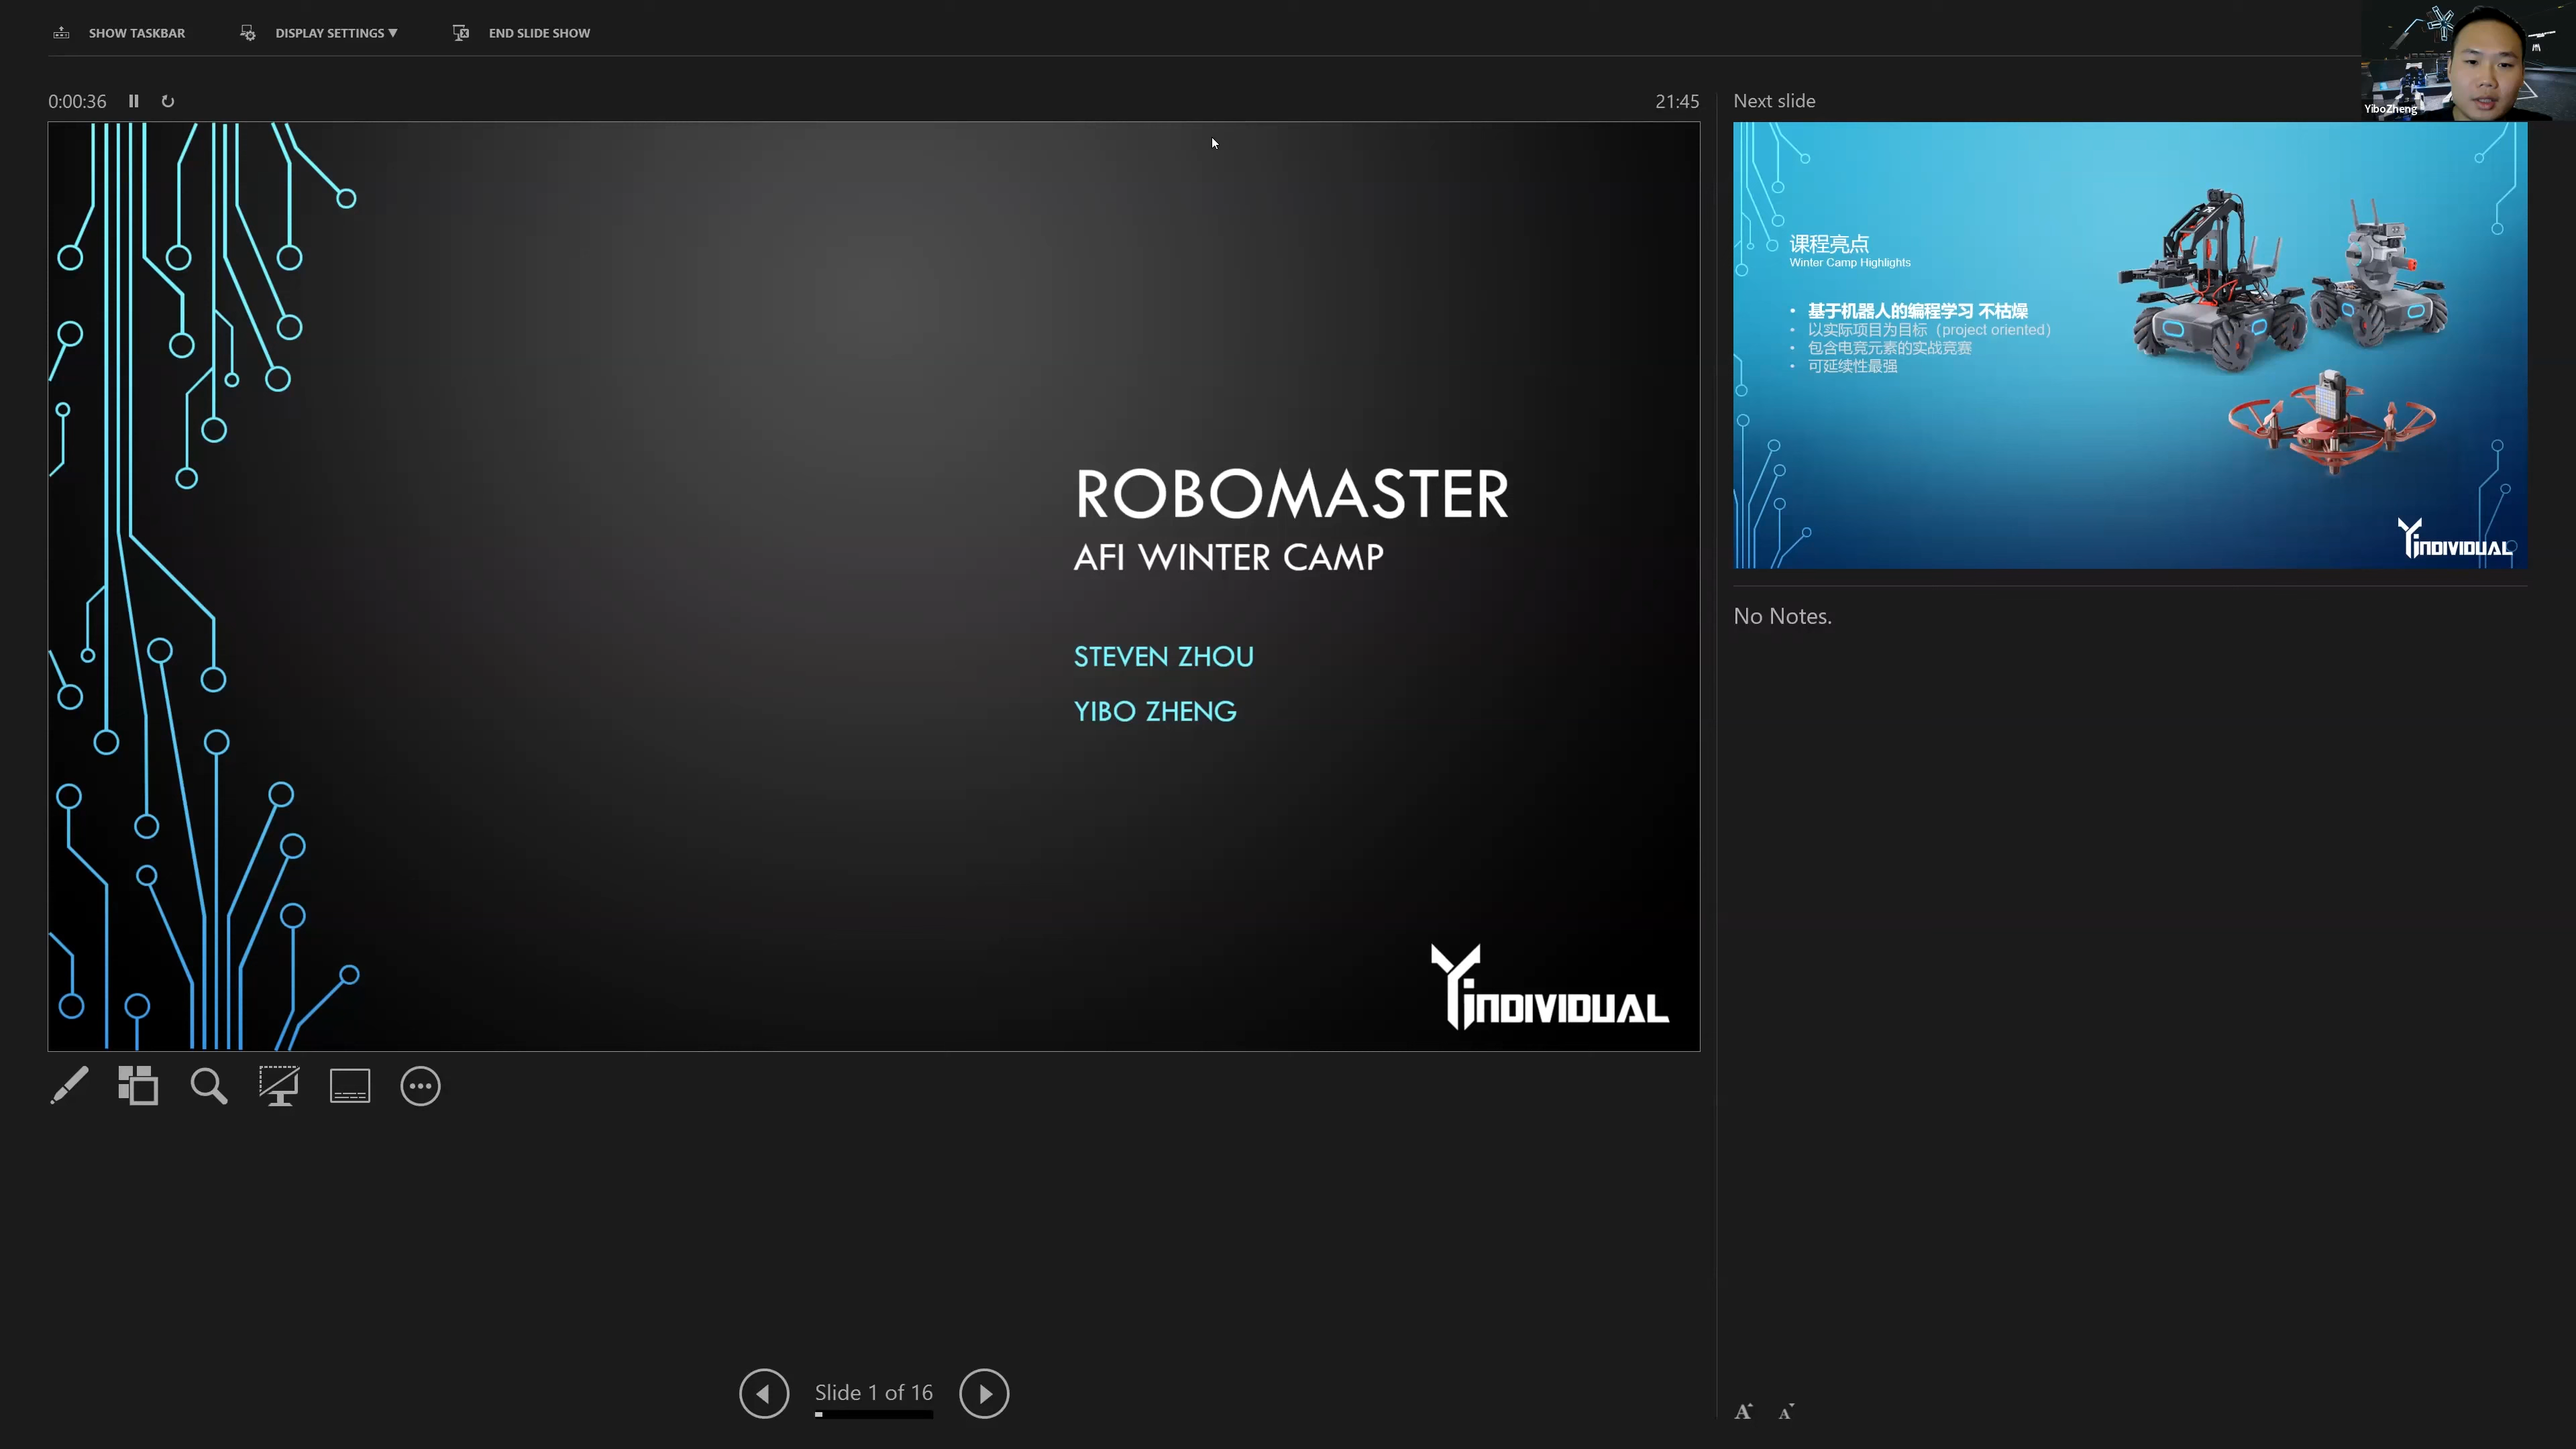 SHOW TASKBAR
DISPLAY SETTINGS ▼
END SLIDE SHOW
YiboZheng
0:00:36
21:45
Next slide
ROBOMASTER
AFI WINTER CAMP
STEVEN ZHOU
YIBO ZHENG
YiINDIVIDUAL
课程亮点
Winter Camp Highlights
• 基于机器人的编程学习 不枯燥
• 以实际项目为目标（project oriented）
• 包含电竞元素的实战竞赛
• 可延续性最强
YiINDIVIDUAL
No Notes.
Slide 1 of 16
A
A